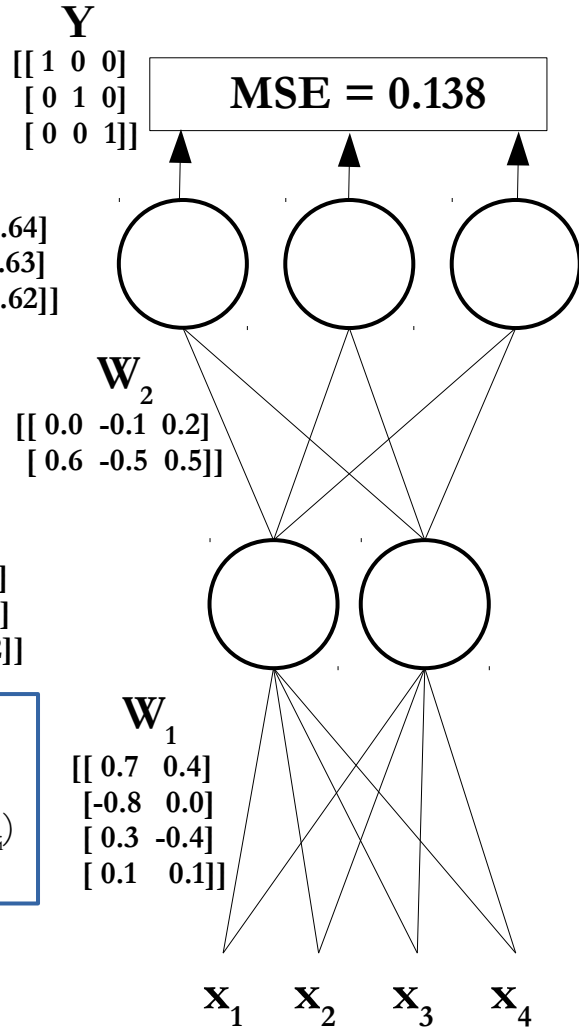 Y
[[ 1 0 0]
[ 0 1 0]
[ 0 0 1]]
MSE = 0.138
.64]
.63]
.62]]
W₂
[[ 0.0 -0.1 0.2]
[ 0.6 -0.5 0.5]]
]
]
]]
W₁
[[ 0.7 0.4]
[-0.8 0.0]
[ 0.3 -0.4]
[ 0.1 0.1]]
)
x₁ x₂ x₃ x₄